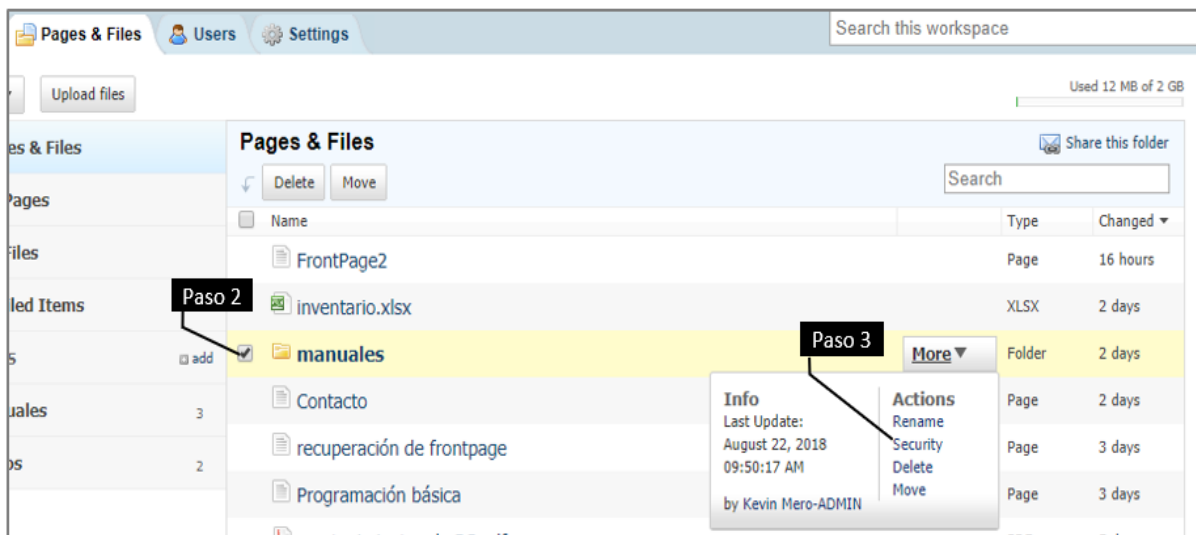 Pages & Files Users Settings Search this workspace
Upload files Used 12 MB of 2 GB
es & Files
Pages
Files
led Items
s add
uales 3
os 2
Pages & Files Share this folder
Delete Move Search
Name Type Changed ▼
FrontPage2 Page 16 hours
Paso 2
inventario.xlsx XLSX 2 days
Paso 3
manuales More ▼ Folder 2 days
Contacto Page 2 days
recuperación de frontpage Page 3 days
Programación básica Page 3 days
Info
Last Update:
August 22, 2018
09:50:17 AM
by Kevin Mero-ADMIN
Actions
Rename
Security
Delete
Move